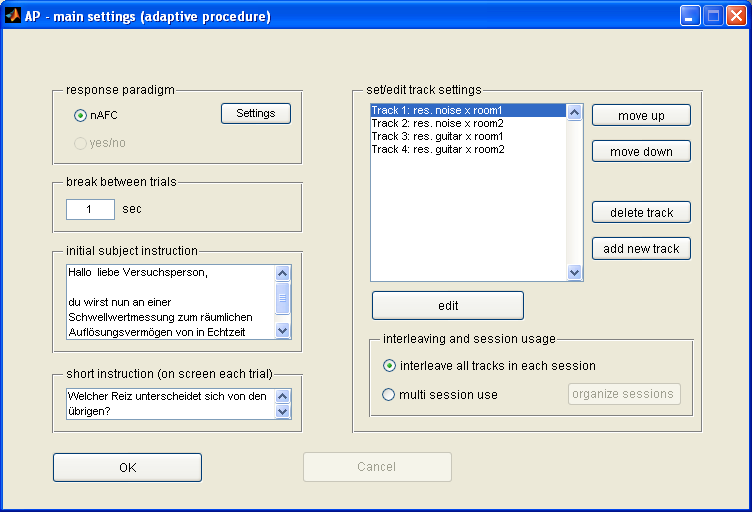 AP - main settings (adaptive procedure)
response paradigm
nAFC
Settings
yes/no
break between trials
1 sec
initial subject instruction
Hallo liebe Versuchsperson,
du wirst nun an einer
Schwellwertmessung zum räumlichen
Auflösungsvermögen von in Echtzeit
short instruction (on screen each trial)
Welcher Reiz unterscheidet sich von den
übrigen?
OK
Cancel
set/edit track settings
Track 1: res. noise x room1
Track 2: res. noise x room2
Track 3: res. guitar x room1
Track 4: res. guitar x room2
move up
move down
delete track
add new track
edit
interleaving and session usage
interleave all tracks in each session
multi session use
organize sessions